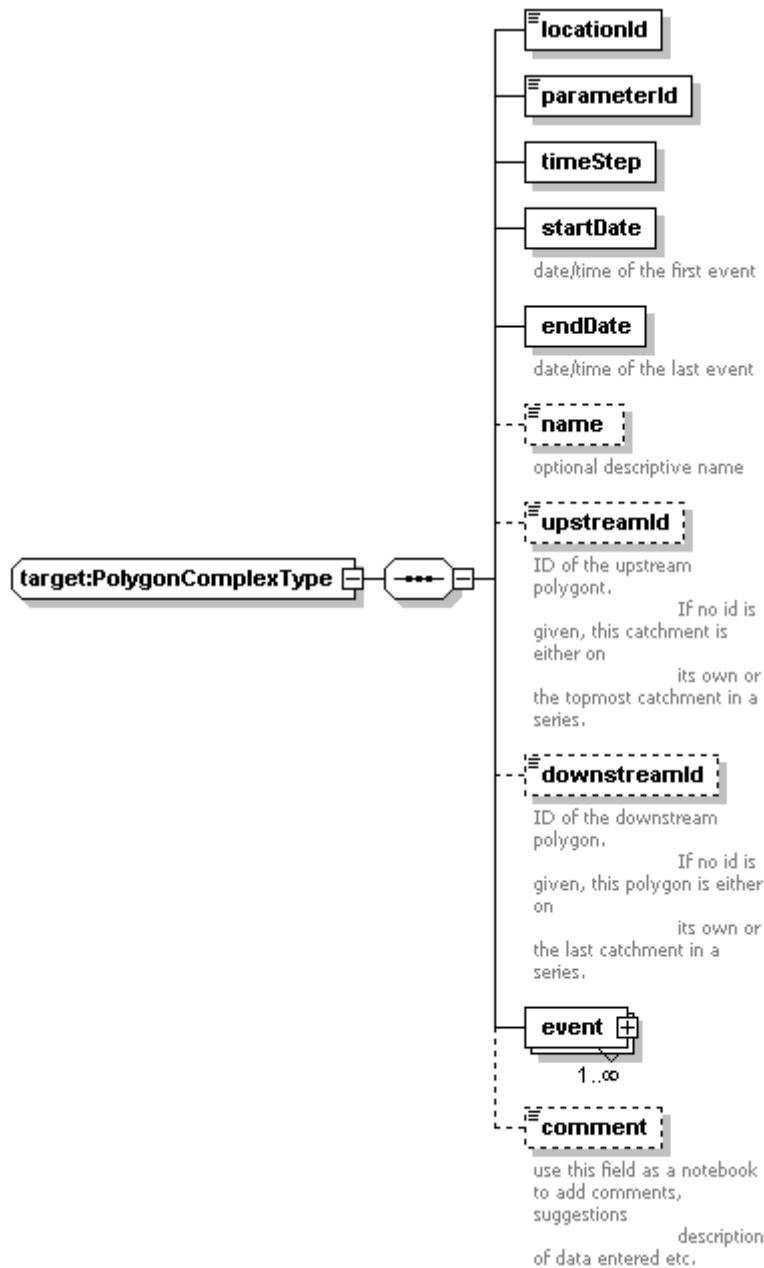 locationId
parameterId
timeStep
startDate
date/time of the first event
endDate
date/time of the last event
name
optional descriptive name
upstreamId
target:PolygonComplexType
ID of the upstream
polygont.
If no id is
given, this catchment is
either on
its own or
the topmost catchment in a
series.
downstreamId
ID of the downstream
polygon.
If no id is
given, this polygon is either
on
its own or
the last catchment in a
series.
event
1..∞
comment
use this field as a notebook
to add comments,
suggestions
description
of data entered etc.